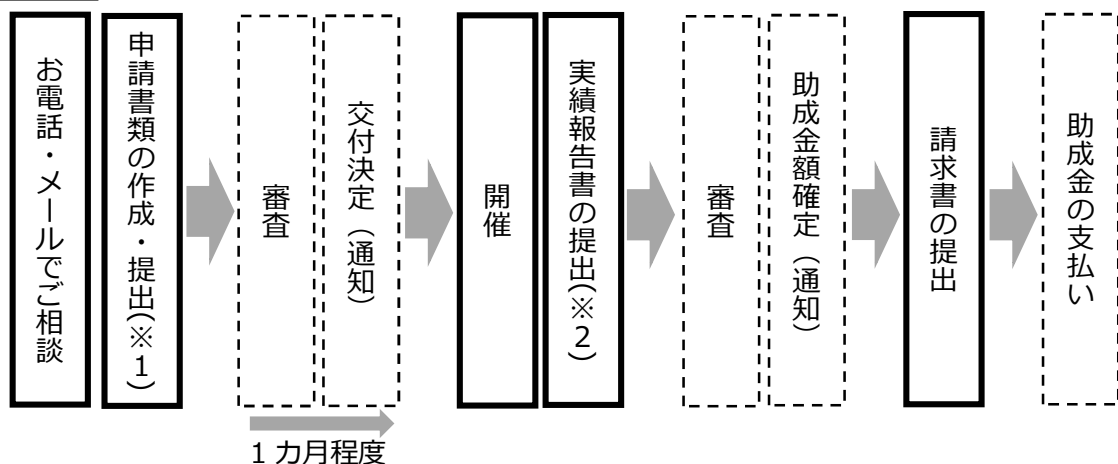 お電話・メールでご相談
申請書類の作成・提出(※1)
審査
交付決定（通知）
開催
実績報告書の提出(※2)
審査
助成金額確定（通知）
請求書の提出
助成金の支払い
1カ月程度